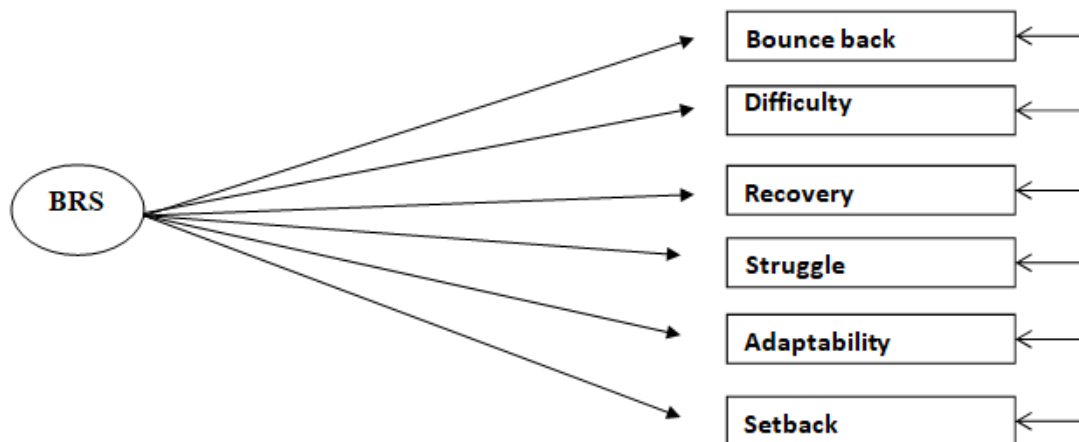 BRS
Bounce back
Difficulty
Recovery
Struggle
Adaptability
Setback